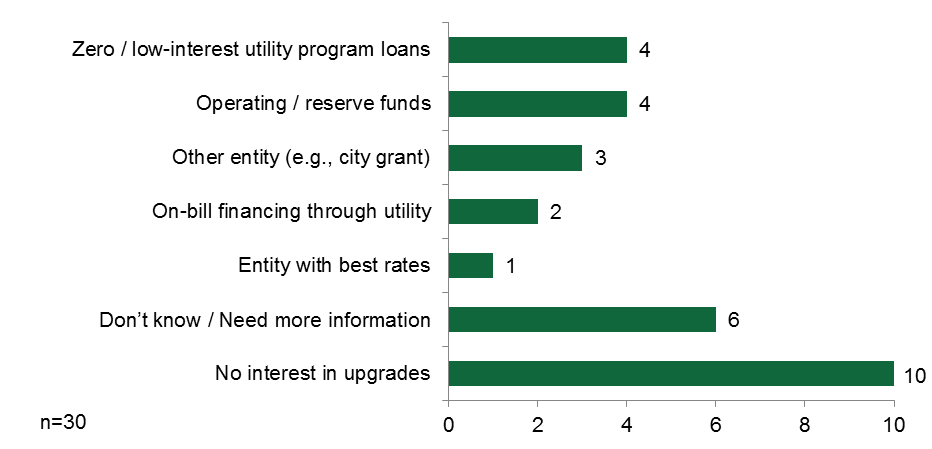 Zero / low-interest utility program loans 4
Operating / reserve funds 4
Other entity (e.g., city grant) 3
On-bill financing through utility 2
Entity with best rates 1
Don’t know / Need more information 6
No interest in upgrades 10
0 2 4 6 8 10
n=30